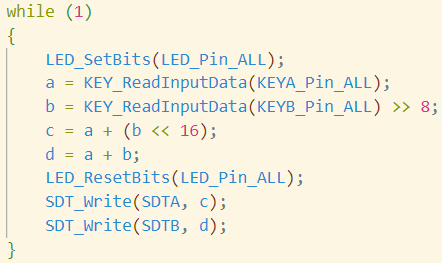 while (1)
{
    LED_SetBits(LED_Pin_ALL);
    a = KEY_ReadInputData(KEYA_Pin_ALL);
    b = KEY_ReadInputData(KEYB_Pin_ALL) >> 8;
    c = a + (b << 16);
    d = a + b;
    LED_ResetBits(LED_Pin_ALL);
    SDT_Write(SDTA, c);
    SDT_Write(SDTB, d);
}